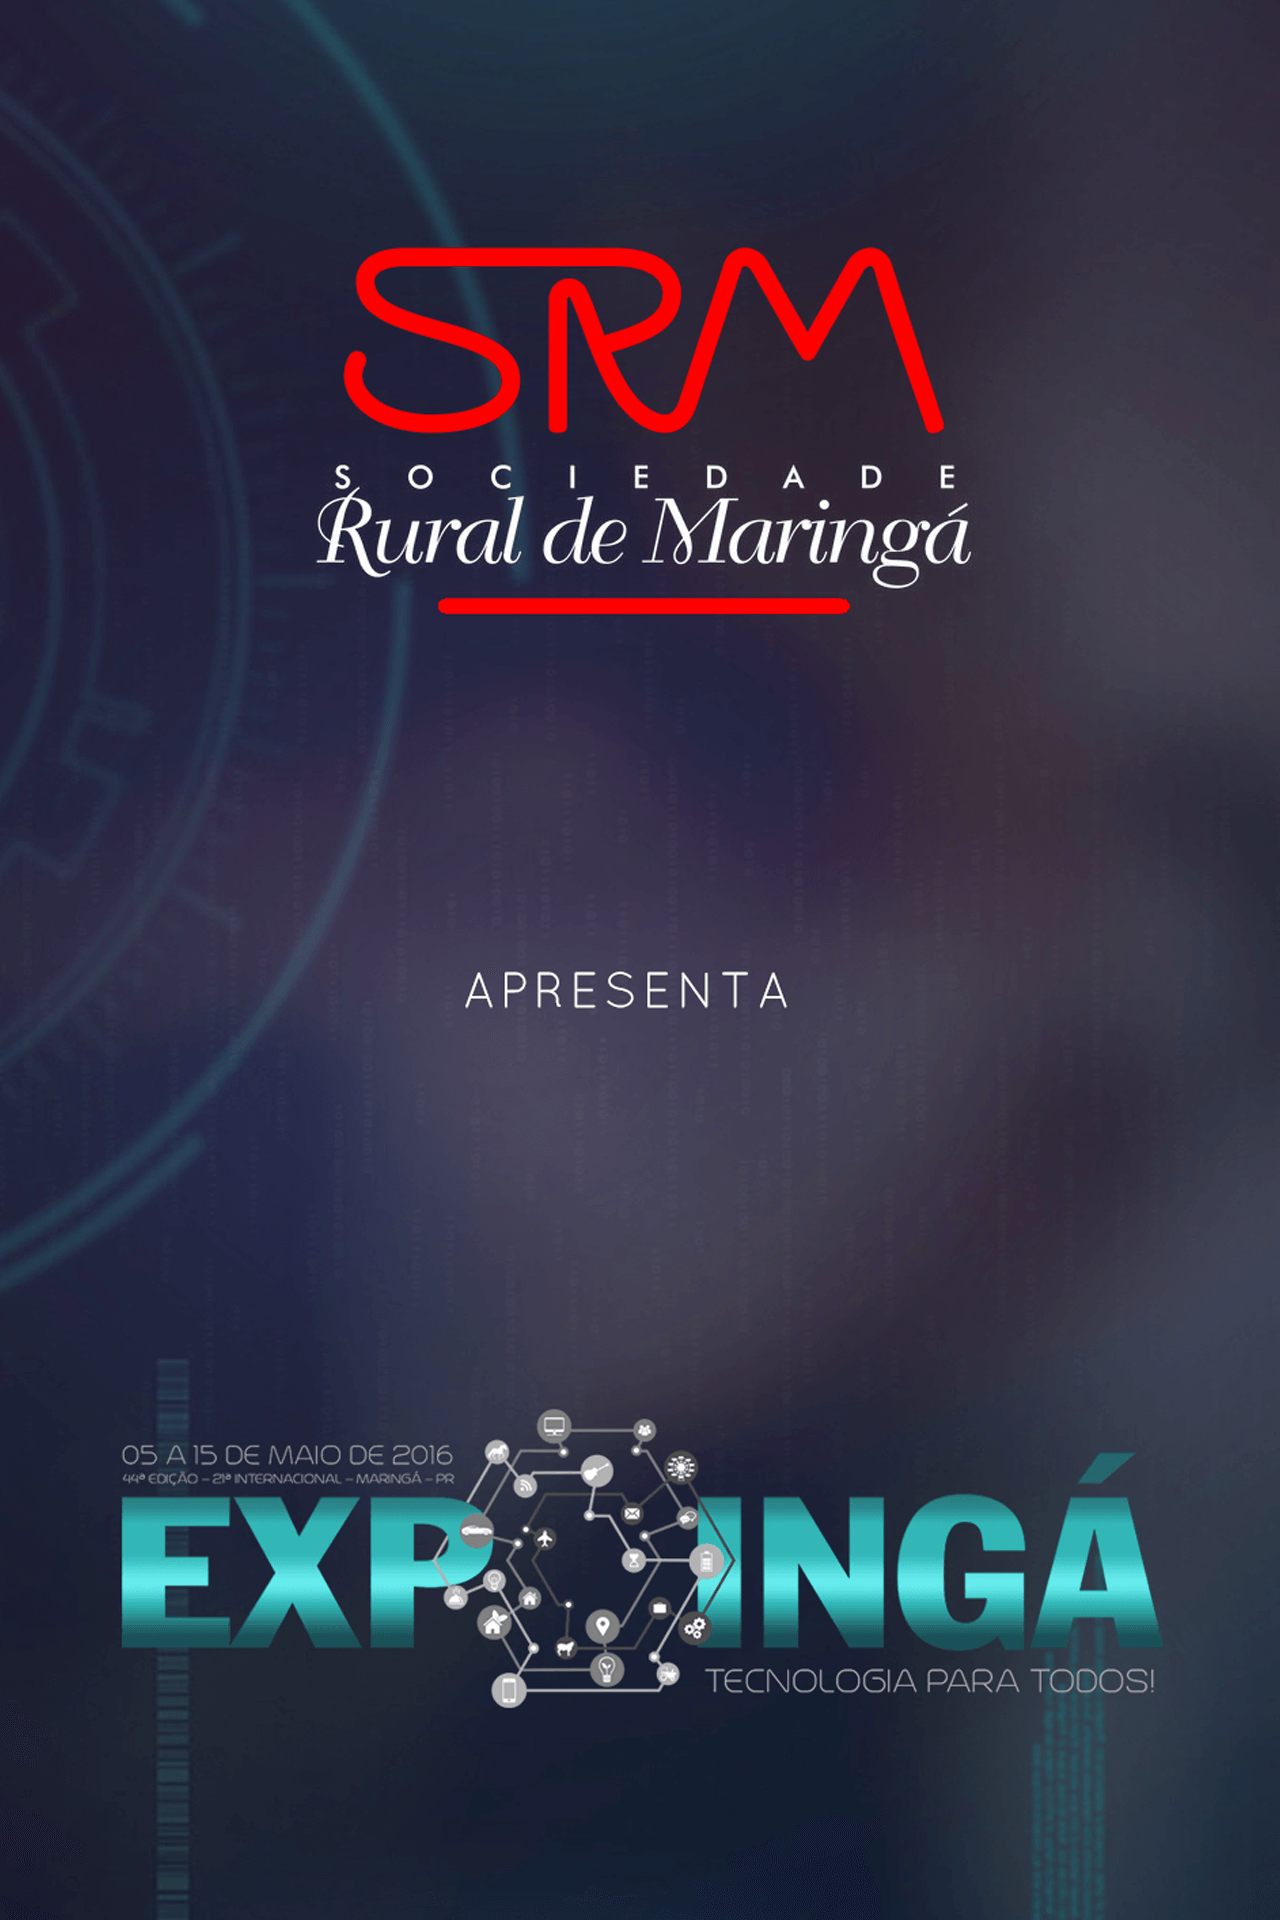 SRM
SOCIEDADE
Rural de Maringá
APRESENTA
05 A 15 DE MAIO DE 2016
44ª EDIÇÃO – 21ª INTERNACIONAL – MARINGÁ – PR
EXPOINGÁ
TECNOLOGIA PARA TODOS!